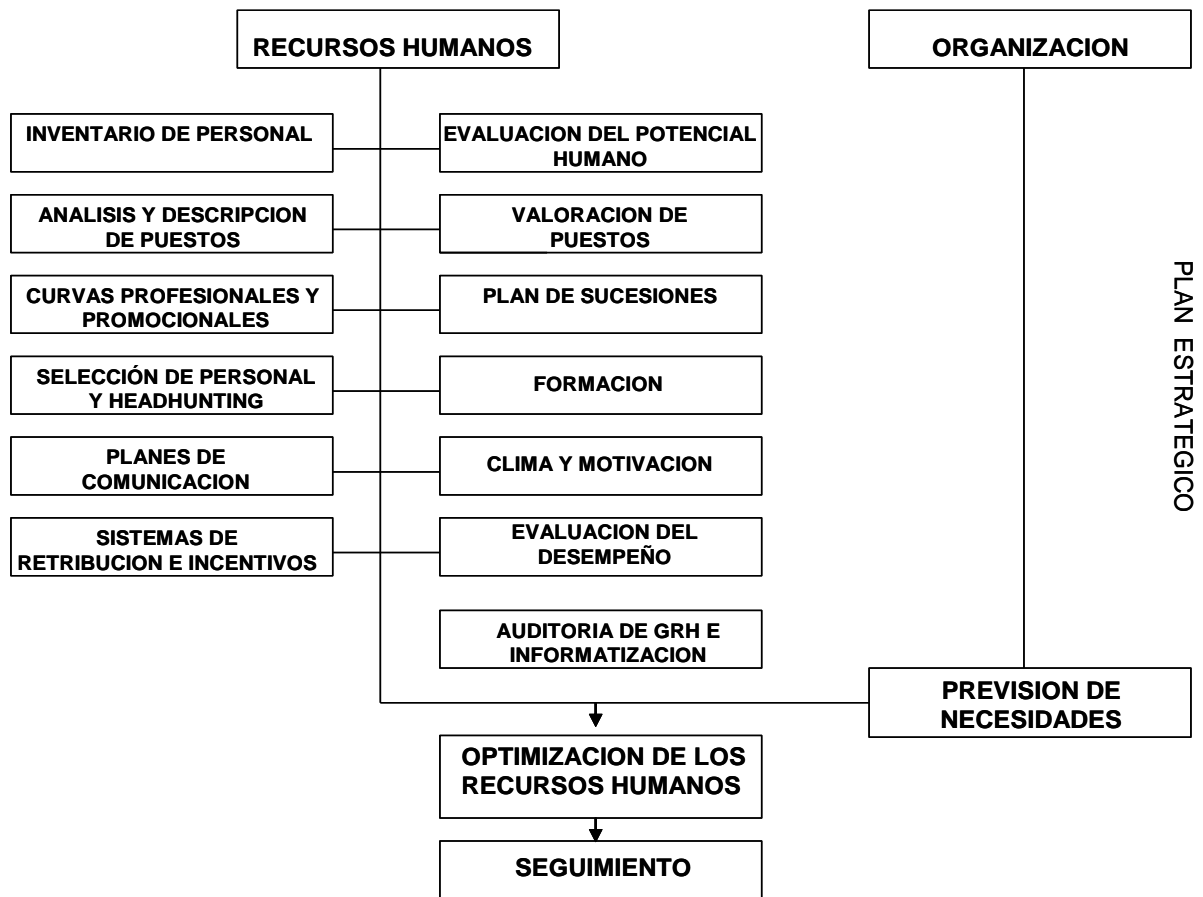 RECURSOS HUMANOS
ORGANIZACION
INVENTARIO DE PERSONAL
EVALUACION DEL POTENCIAL
HUMANO
ANALISIS Y DESCRIPCION
DE PUESTOS
VALORACION DE
PUESTOS
CURVAS PROFESIONALES Y
PROMOCIONALES
PLAN DE SUCESIONES
SELECCIÓN DE PERSONAL
Y HEADHUNTING
FORMACION
PLANES DE
COMUNICACION
CLIMA Y MOTIVACION
SISTEMAS DE
RETRIBUCION E INCENTIVOS
EVALUACION DEL
DESEMPEÑO
AUDITORIA DE GRH E
INFORMATIZACION
PLAN ESTRATEGICO
PREVISION DE
NECESIDADES
OPTIMIZACION DE LOS
RECURSOS HUMANOS
SEGUIMIENTO